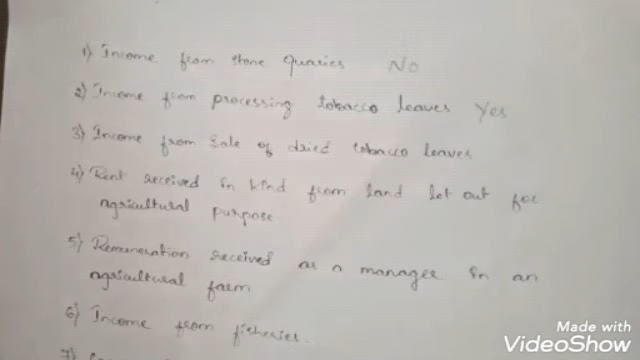 1) Income from stone quaries No
2) Income from processing tobacco leaves Yes
3) Income from Sale of dried tobacco leaves
4) Rent received in kind from land let out for
agricultural purpose
5) Remuneration received as a manager in an
agricultural farm
6) Income from fisheries.
7)
Made with
VideoShow